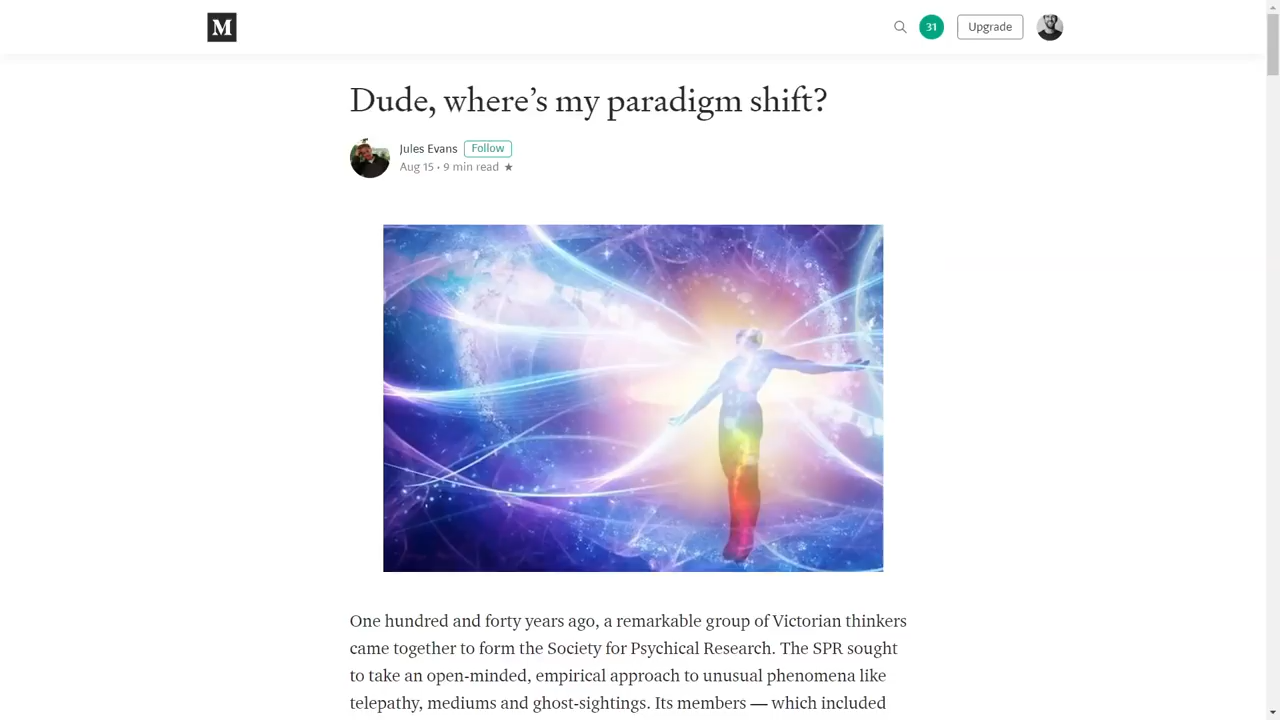 M
31
Upgrade
Dude, where’s my paradigm shift?
Jules Evans Follow
Aug 15 · 9 min read ★
One hundred and forty years ago, a remarkable group of Victorian thinkers
came together to form the Society for Psychical Research. The SPR sought
to take an open-minded, empirical approach to unusual phenomena like
telepathy, mediums and ghost-sightings. Its members — which included